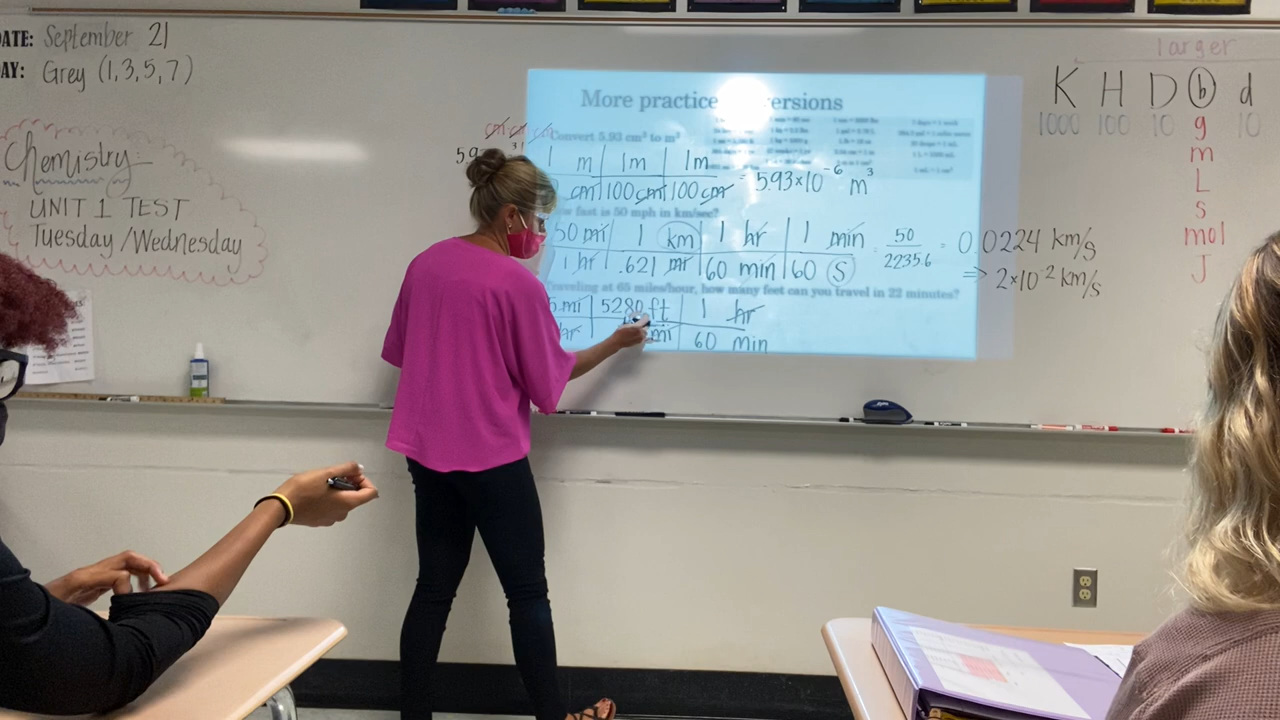 DATE: September 21
DAY: Grey (1,3,5,7)
Chemistry
UNIT 1 TEST
Tuesday/Wednesday
larger
K H D b d
1000 100 10 10
g
m
L
s
mol
J
More practice ersions
Convert 5.93 cm³ to m³
cm cm cm
1 m 1m 1m
cm 100 cm 100 cm = 5.93×10⁻⁶ m³
fast is 50 mph in km/sec?
50 mi 1 km 1 hr 1 min = 50 = 0.0224 km/s
1 hr .621 mi 60 min 60 S 2235.6 ⇒ 2×10⁻² km/s
Traveling at 65 miles/hour, how many feet can you travel in 22 minutes?
5 mi 5280 ft 1 hr
hr mi 60 min